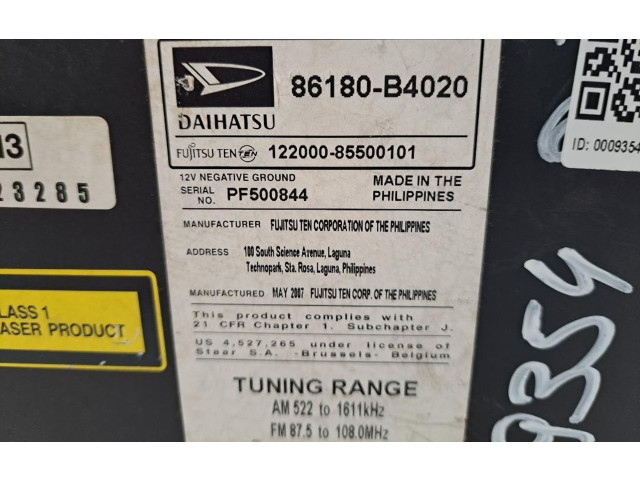 86180-B4020
DAIHATSU
FUJITSU TEN TEN 122000-85500101
12V NEGATIVE GROUND
SERIAL NO. PF500844
MADE IN THE PHILIPPINES
MANUFACTURER FUJITSU TEN CORPORATION OF THE PHILIPPINES
ADDRESS 100 South Science Avenue, Laguna
Technopark, Sta. Rosa, Laguna, Philippines
MANUFACTURED MAY 2007 FUJITSU TEN CORP. OF THE PHILIPPINES
This product complies with
21 CFR Chapter 1, Subchapter J.
US 4,527,265 under license of
Staar S.A. -Brussels- Belgium
TUNING RANGE
AM 522 to 1611kHz
FM 87.5 to 108.0MHz
13
23285
LASS 1
ASER PRODUCT
ID: 0009354
9354